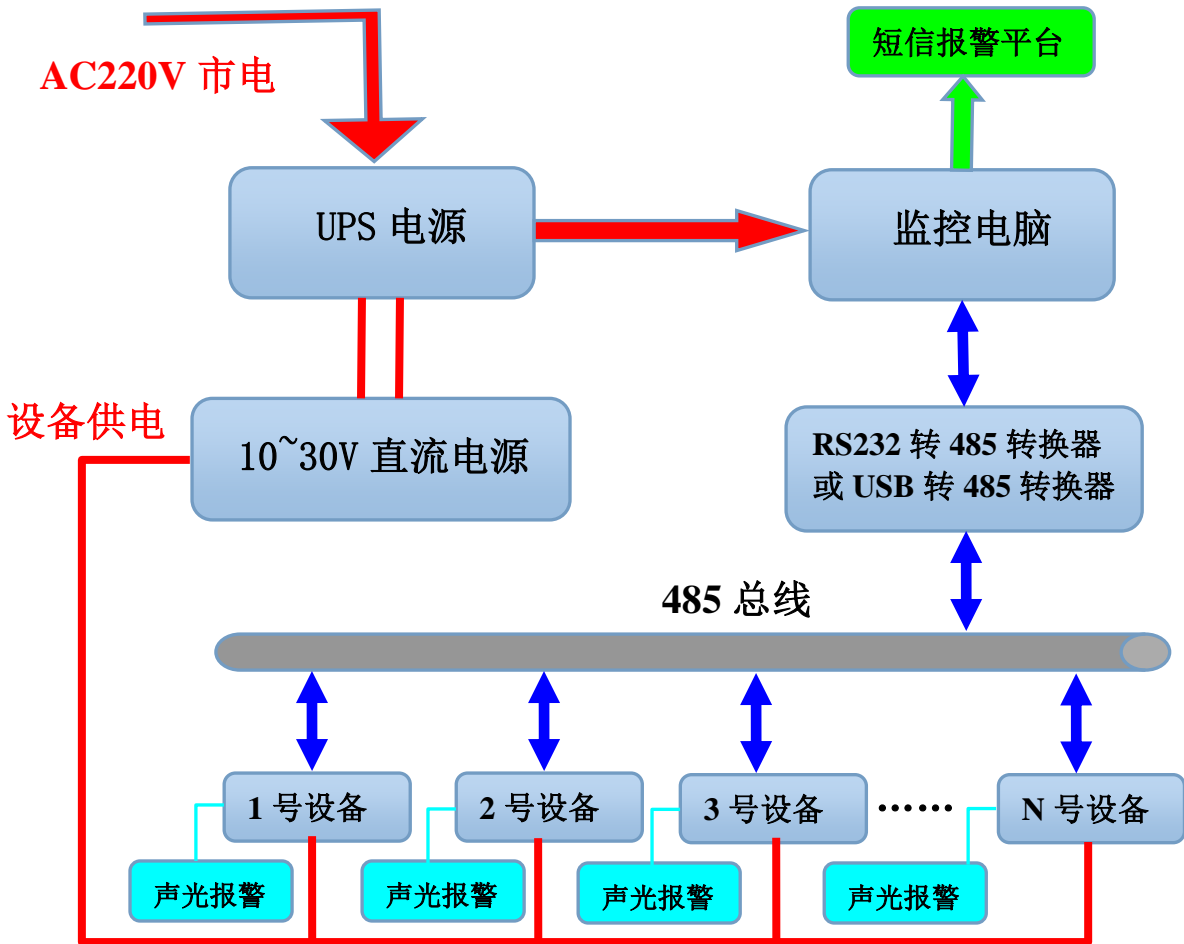 短信报警平台
AC220V 市电
UPS 电源
监控电脑
设备供电
10~30V 直流电源
RS232 转 485 转换器
或 USB 转 485 转换器
485 总线
1 号设备
2 号设备
3 号设备
……
N 号设备
声光报警
声光报警
声光报警
声光报警